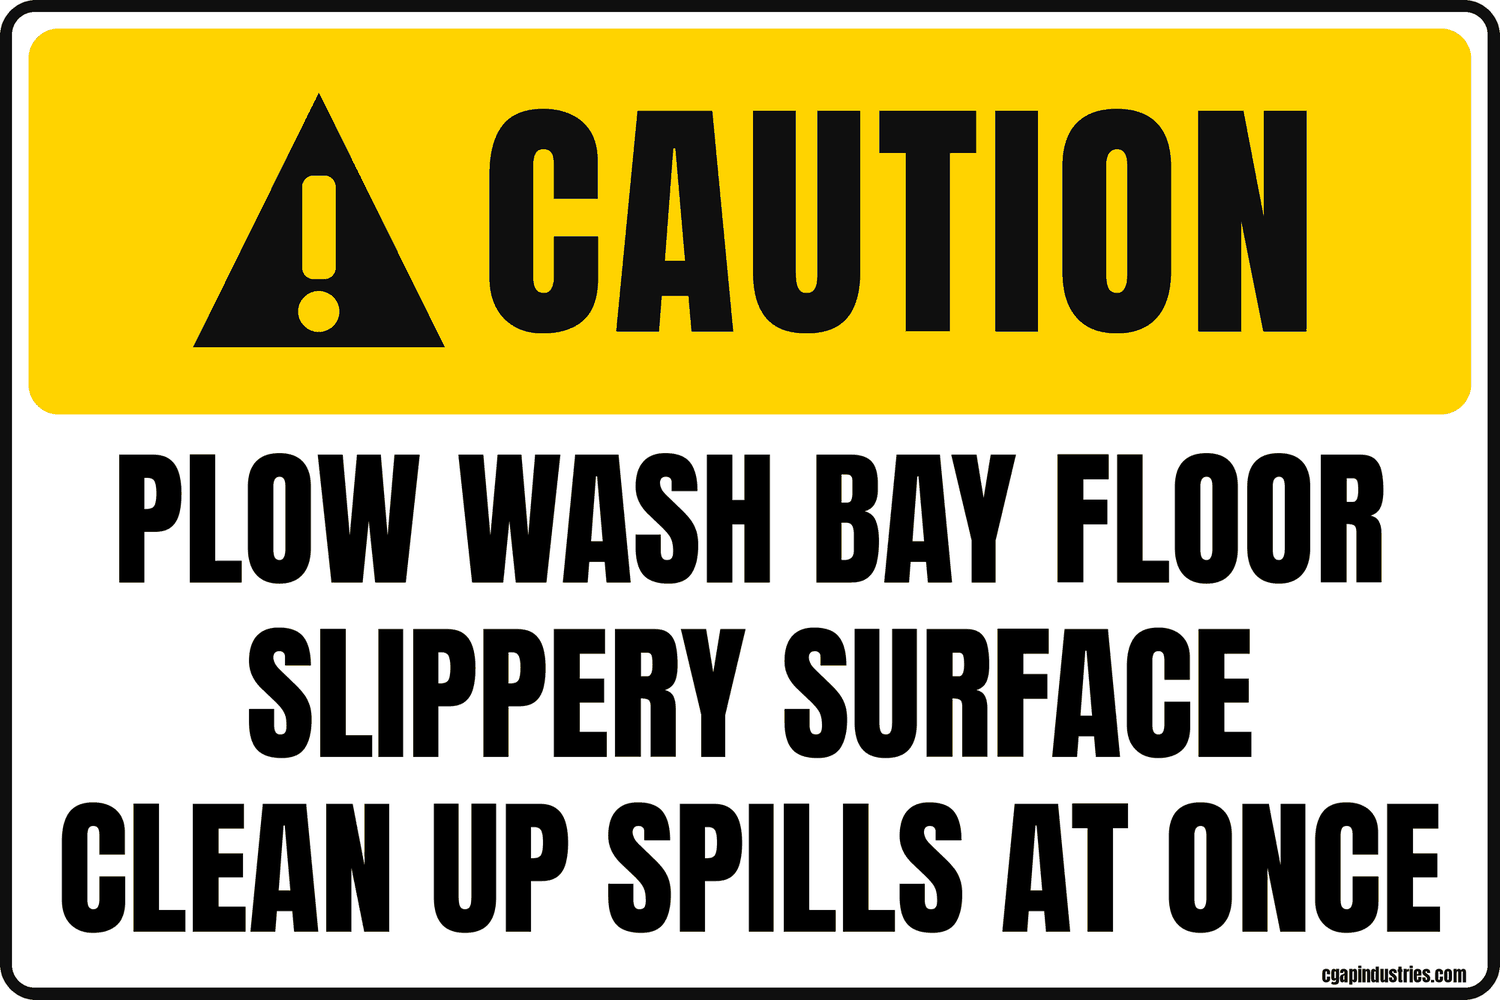 CAUTION
PLOW WASH BAY FLOOR
SLIPPERY SURFACE
CLEAN UP SPILLS AT ONCE
cgapindustries.com